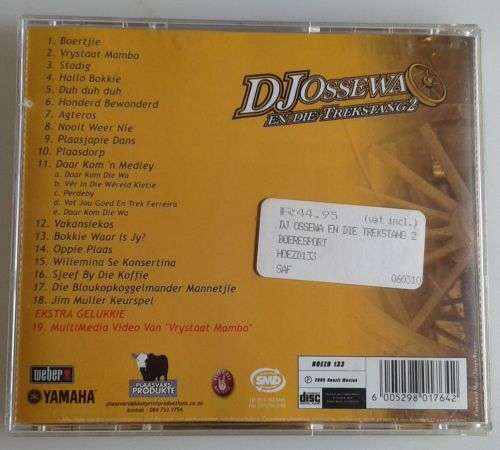 1. Boertjie
2. Vrystaat Mambo
3. Stadig
4. Hallo Bokkie
5. Duh duh duh
6. Honderd Bewonderd
7. Agteros
8. Nooit Weer Nie
9. Plaasjapie Dans
10. Plaasdorp
11. Daar Kom 'n Medley
a. Daar Kom Die Wa
b. Vêr In Die Wêreld Kietie
c. Perdeby
d. Vat Jou Goed En Trek Ferreira
e. Daar Kom Die Wa
12. Vakansiekos
13. Bokkie Waar is Jy?
14. Oppie Plaas
15. Willemina Se Konsertina
16. Sjeef By Die Koffie
17. Die Bloukopkoggelmander Mannetjie
18. Jim Muller Keurspel
EKSTRA GELUKKIE
19. MultiMedia Video Van 'Vrystaat Mambo'
DJ OSSEWA
EN DIE TREKSTANG 2
R44.95 (vat incl.)
DJ OSSEWA EN DIE TREKSTANG 2
BOERESPORT
HOEZD133
SAF
060310
weber
YAMAHA
PLAASVARS
PRODUKTE
SMD
HOEZD 133
disc
6 005298 017642